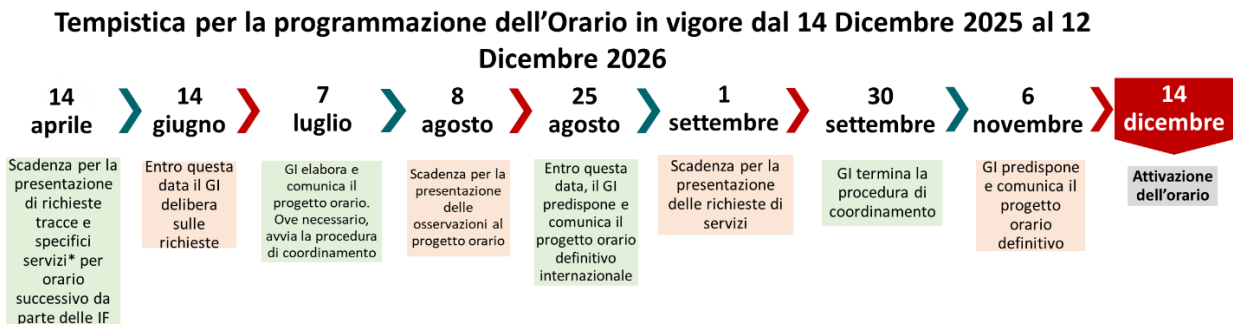 Tempistica per la programmazione dell’Orario in vigore dal 14 Dicembre 2025 al 12
Dicembre 2026
14
aprile
Scadenza per la
presentazione
di richieste
tracce e
specifici
servizi* per
orario
successivo da
parte delle IF
14
giugno
Entro questa
data il GI
delibera
sulle
richieste
7
luglio
GI elabora e
comunica il
progetto orario.
Ove necessario,
avvia la procedura
di coordinamento
8
agosto
Scadenza per la
presentazione
delle
osservazioni al
progetto orario
25
agosto
Entro questa
data, il GI
predispone e
comunica il
progetto orario
definitivo
internazionale
1
settembre
Scadenza per la
presentazione
delle richieste di
servizi
30
settembre
GI termina la
procedura di
coordinamento
6
novembre
GI predispone
e comunica il
progetto
orario
definitivo
14
dicembre
Attivazione
dell’orario